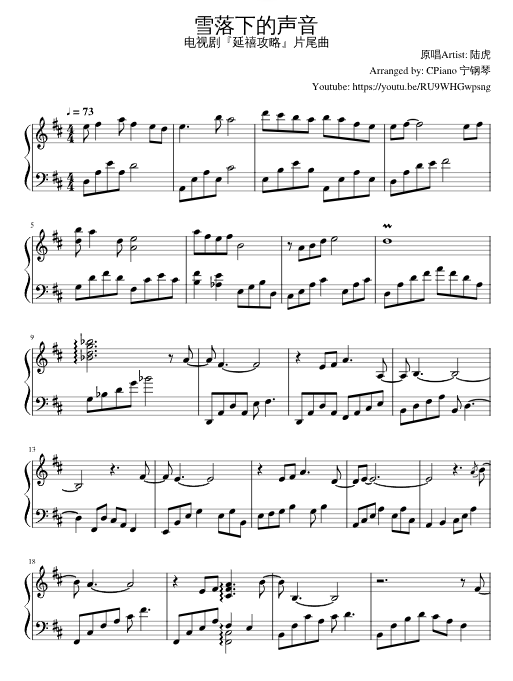 雪落下的声音
电视剧『延禧攻略』片尾曲
原唱Artist: 陆虎
Arranged by: CPiano 宁钢琴
Youtube: https://youtu.be/RU9WHGwpsng
♩ = 73
5
9
13
18